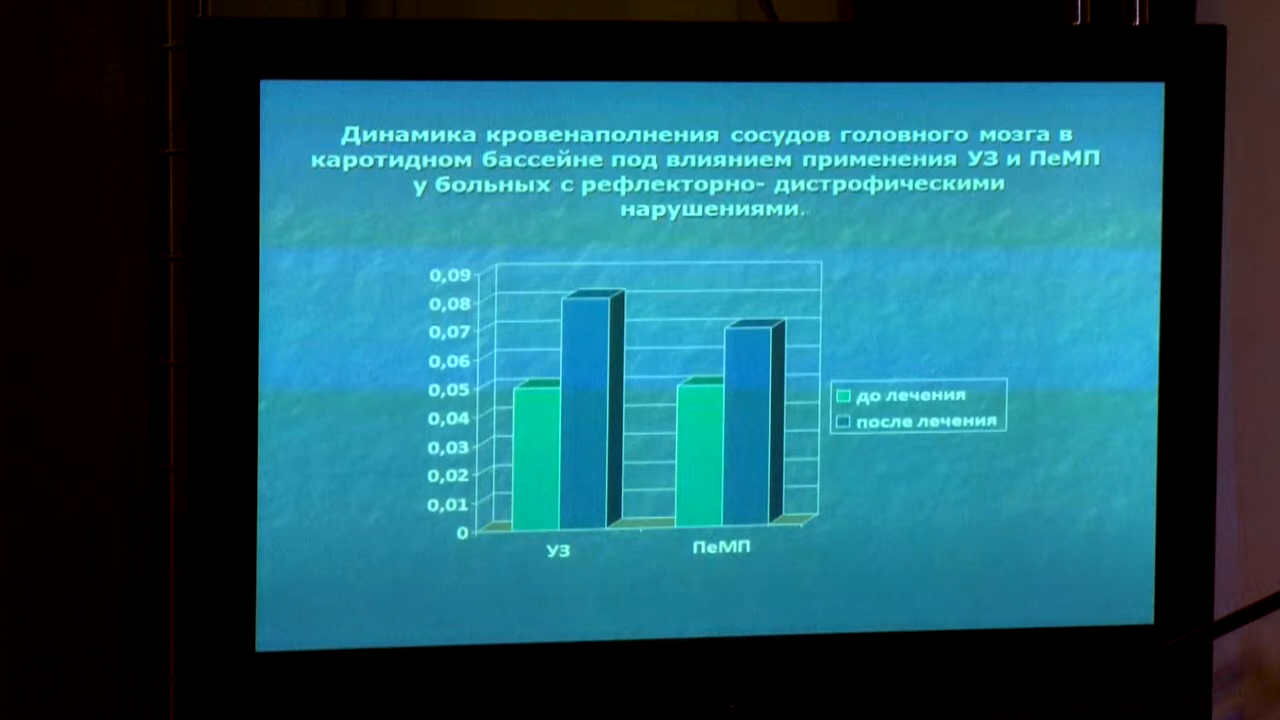 Динамика кровенаполнения сосудов головного мозга в
каротидном бассейне под влиянием применения УЗ и ПеМП
у больных с рефлекторно- дистрофическими
нарушениями.
0,09
0,08
0,07
0,06
0,05
0,04
0,03
0,02
0,01
0
УЗ
ПеМП
до лечения
после лечения